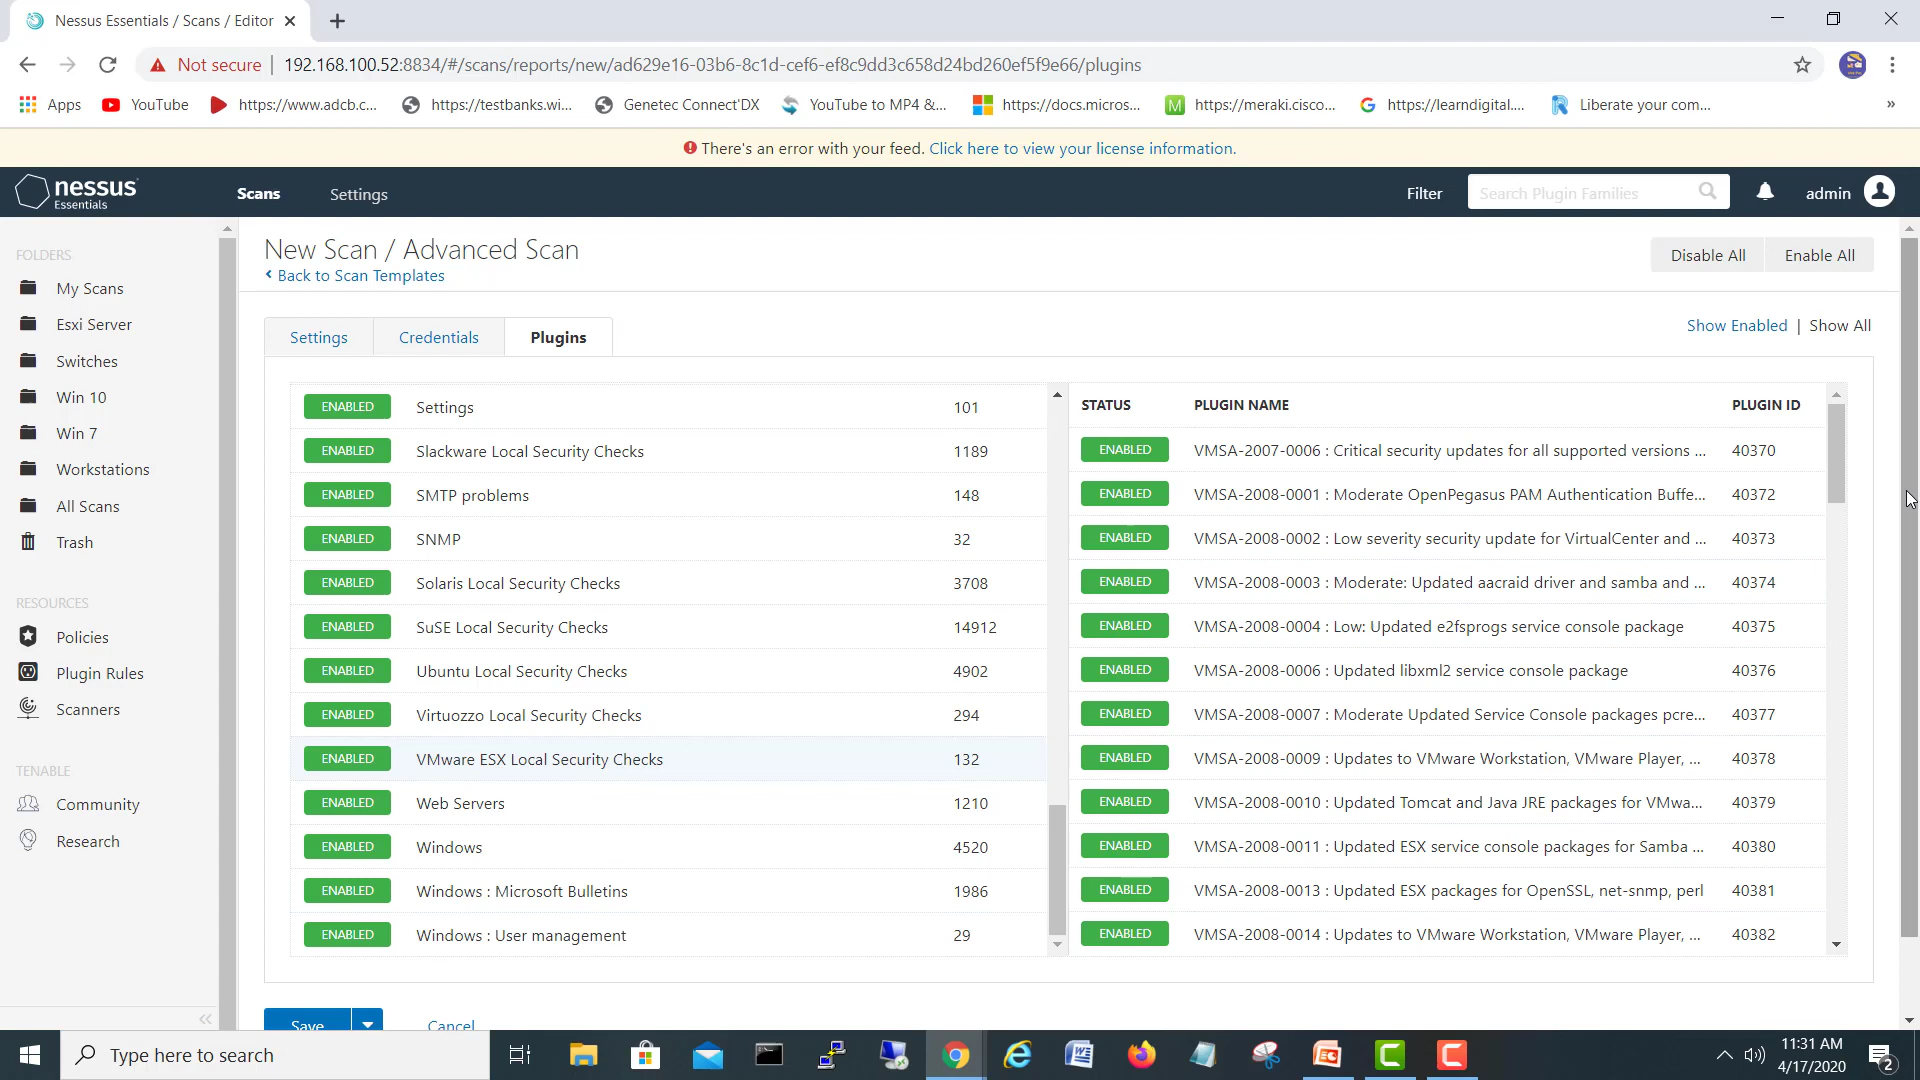 Nessus Essentials / Scans / Editor
Not secure | 192.168.100.52:8834/#/scans/reports/new/ad629e16-03b6-8c1d-cef6-ef8c9dd3c658d24bd260ef5f9e66/plugins
Apps YouTube https://www.adcb.c... https://testbanks.wi... Genetec Connect'DX YouTube to MP4 &... https://docs.micros... https://meraki.cisco... https://learndigital.... Liberate your com... »
There's an error with your feed. Click here to view your license information.
nessus Essentials Scans Settings Filter Search Plugin Families admin
FOLDERS
My Scans
Esxi Server
Switches
Win 10
Win 7
Workstations
All Scans
Trash
RESOURCES
Policies
Plugin Rules
Scanners
TENABLE
Community
Research
New Scan / Advanced Scan
Back to Scan Templates
Disable All Enable All
Settings Credentials Plugins
Show Enabled | Show All
ENABLED Settings 101
ENABLED Slackware Local Security Checks 1189
ENABLED SMTP problems 148
ENABLED SNMP 32
ENABLED Solaris Local Security Checks 3708
ENABLED SuSE Local Security Checks 14912
ENABLED Ubuntu Local Security Checks 4902
ENABLED Virtuozzo Local Security Checks 294
ENABLED VMware ESX Local Security Checks 132
ENABLED Web Servers 1210
ENABLED Windows 4520
ENABLED Windows : Microsoft Bulletins 1986
ENABLED Windows : User management 29
STATUS PLUGIN NAME PLUGIN ID
ENABLED VMSA-2007-0006 : Critical security updates for all supported versions ... 40370
ENABLED VMSA-2008-0001 : Moderate OpenPegasus PAM Authentication Buffe... 40372
ENABLED VMSA-2008-0002 : Low severity security update for VirtualCenter and ... 40373
ENABLED VMSA-2008-0003 : Moderate: Updated aacraid driver and samba and ... 40374
ENABLED VMSA-2008-0004 : Low: Updated e2fsprogs service console package 40375
ENABLED VMSA-2008-0006 : Updated libxml2 service console package 40376
ENABLED VMSA-2008-0007 : Moderate Updated Service Console packages pcre... 40377
ENABLED VMSA-2008-0009 : Updates to VMware Workstation, VMware Player, ... 40378
ENABLED VMSA-2008-0010 : Updated Tomcat and Java JRE packages for VMwa... 40379
ENABLED VMSA-2008-0011 : Updated ESX service console packages for Samba ... 40380
ENABLED VMSA-2008-0013 : Updated ESX packages for OpenSSL, net-snmp, perl 40381
ENABLED VMSA-2008-0014 : Updates to VMware Workstation, VMware Player, ... 40382
Save Cancel
Type here to search
11:31 AM
4/17/2020
2